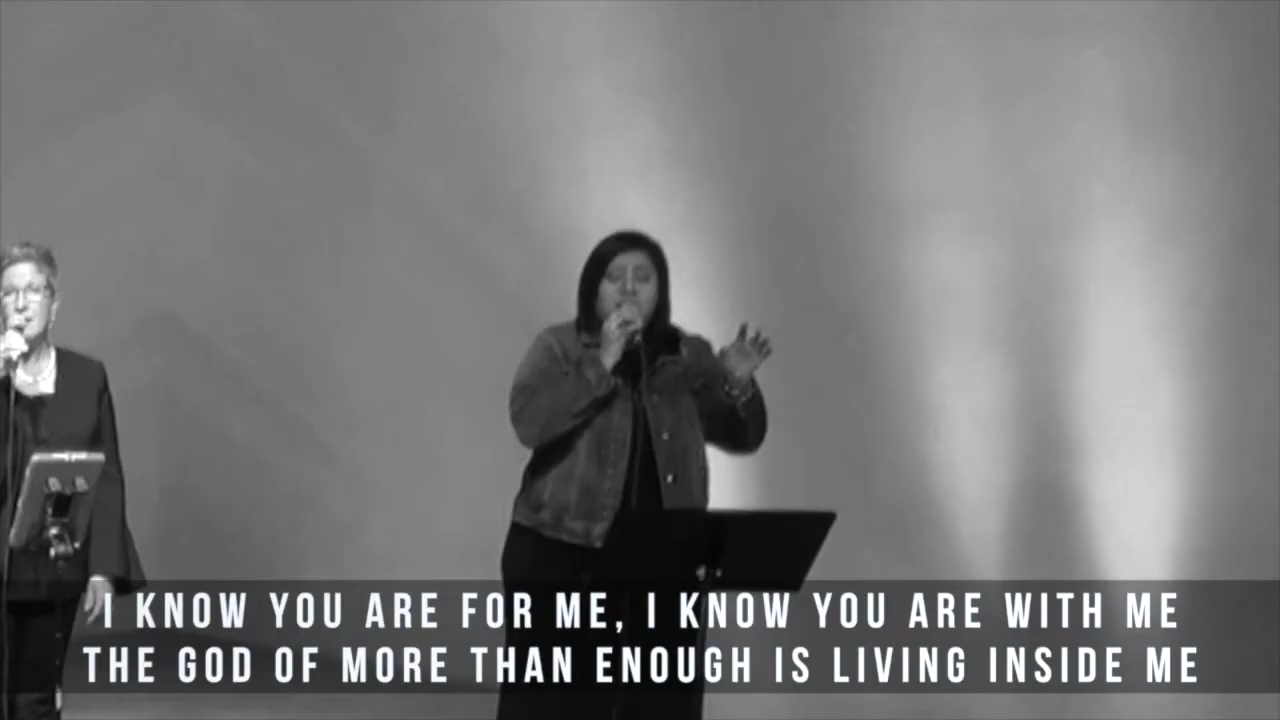 I KNOW YOU ARE FOR ME, I KNOW YOU ARE WITH ME
THE GOD OF MORE THAN ENOUGH IS LIVING INSIDE ME